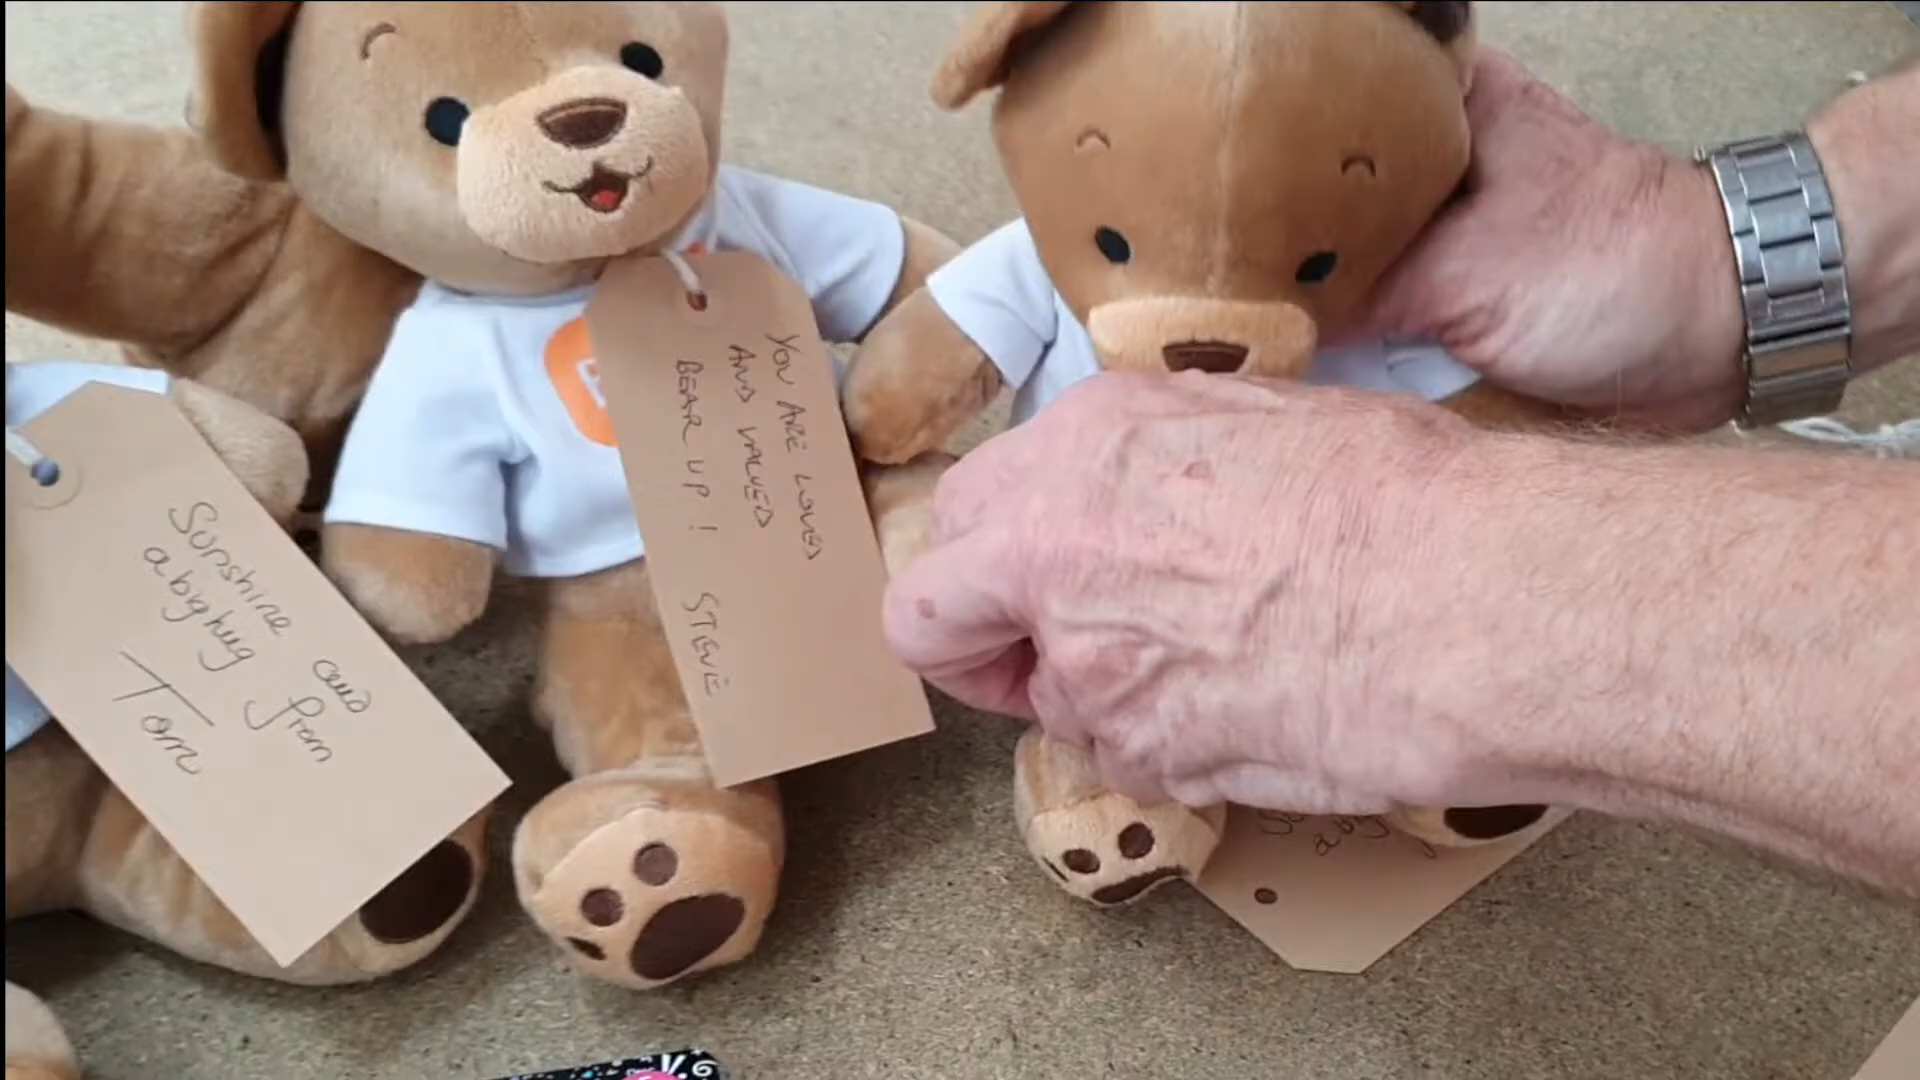 Sunshine and
a big hug from
Tom
YOU ARE LOVED
AND VALUED
BEAR UP! STEVE